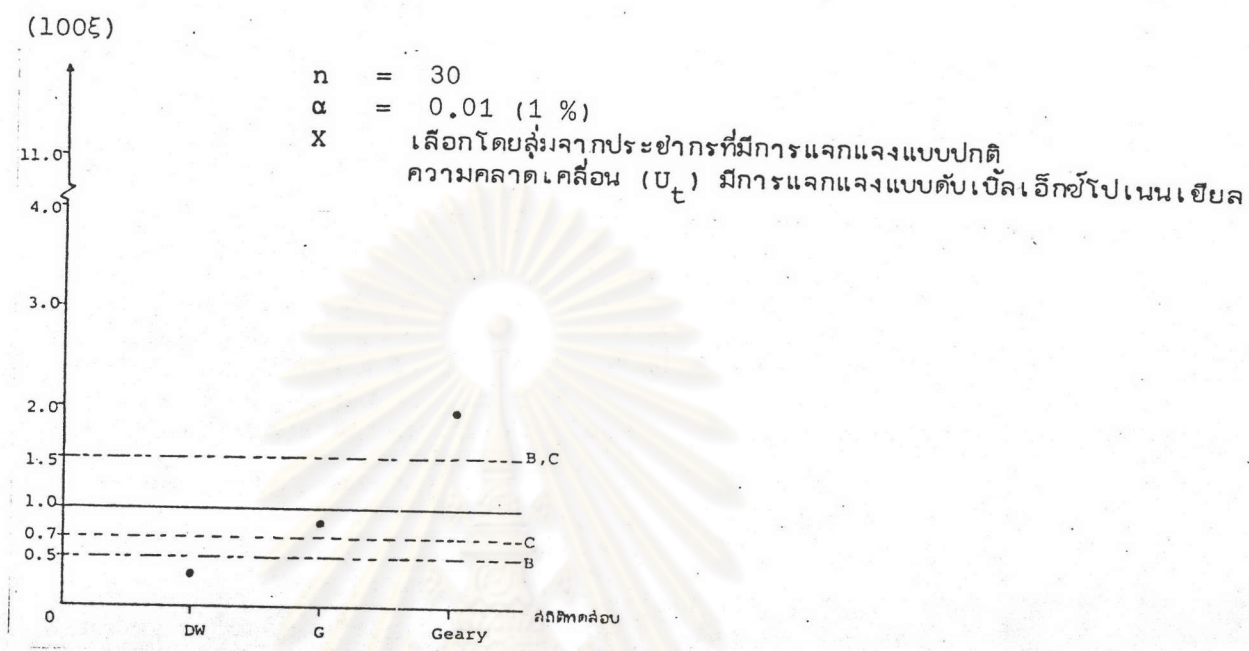 (100ξ)
n = 30
α = 0.01 (1 %)
X เลือกโดยสุ่มจากประชากรที่มีการแจกแจงแบบปกติ
ความคลาดเคลื่อน (U_t) มีการแจกแจงแบบดับเบิ้ลเอ็กซ์โปเนนเชียล
11.0
4.0
3.0
2.0
1.5 B,C
1.0
0.7 C
0.5 B
0
DW G Geary สถิติทดสอบ